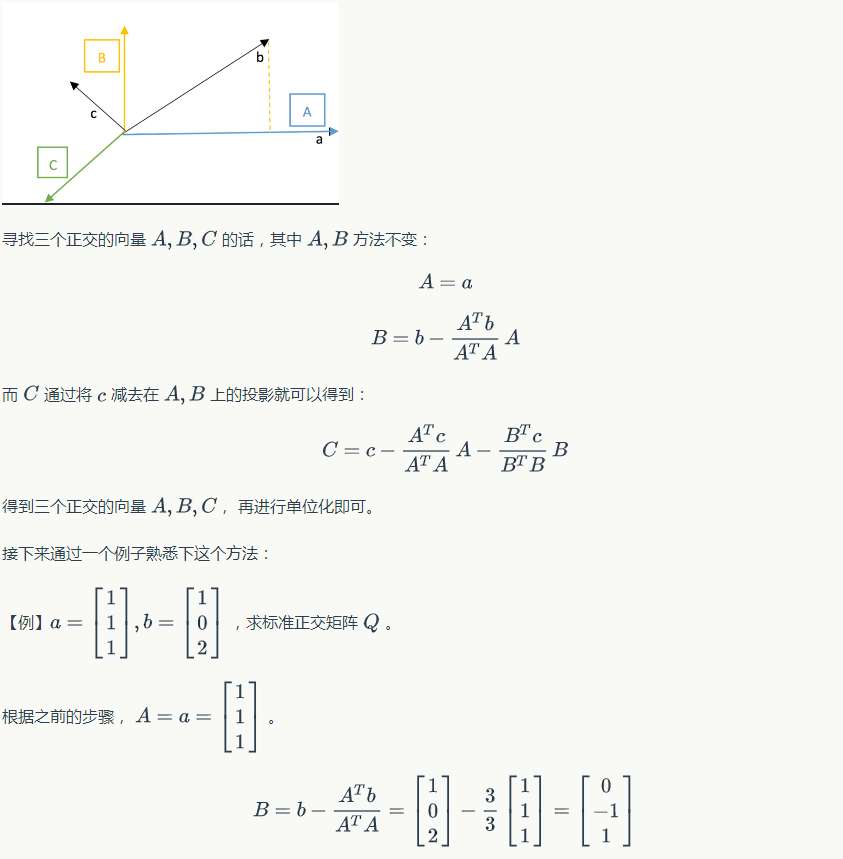 B
b
A
c
a
C
寻找三个正交的向量 $A, B, C$ 的话，其中 $A, B$ 方法不变：
$A = a$
$B = b - \frac{A^T b}{A^T A} A$
而 $C$ 通过将 $c$ 减去在 $A, B$ 上的投影就可以得到：
$C = c - \frac{A^T c}{A^T A} A - \frac{B^T c}{B^T B} B$
得到三个正交的向量 $A, B, C$， 再进行单位化即可。
接下来通过一个例子熟悉下这个方法：
【例】$a = \begin{bmatrix} 1 \\ 1 \\ 1 \end{bmatrix}, b = \begin{bmatrix} 1 \\ 0 \\ 2 \end{bmatrix}$ ，求标准正交矩阵 $Q$ 。
根据之前的步骤， $A = a = \begin{bmatrix} 1 \\ 1 \\ 1 \end{bmatrix}$ 。
$B = b - \frac{A^T b}{A^T A} = \begin{bmatrix} 1 \\ 0 \\ 2 \end{bmatrix} - \frac{3}{3} \begin{bmatrix} 1 \\ 1 \\ 1 \end{bmatrix} = \begin{bmatrix} 0 \\ -1 \\ 1 \end{bmatrix}$